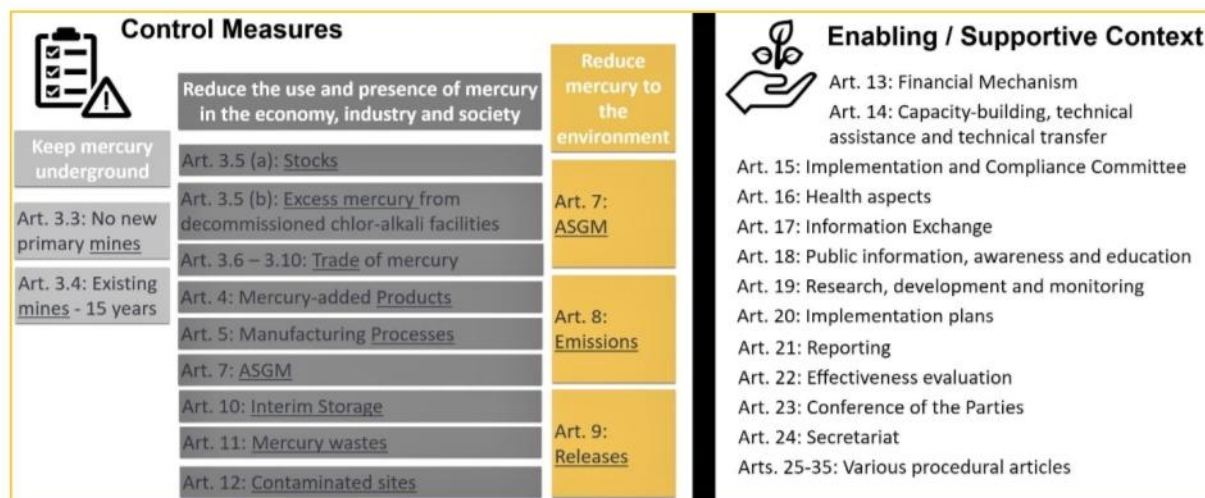 Control Measures
Keep mercury
underground
Art. 3.3: No new
primary mines
Art. 3.4: Existing
mines - 15 years
Reduce the use and presence of mercury
in the economy, industry and society
Art. 3.5 (a): Stocks
Art. 3.5 (b): Excess mercury from
decommissioned chlor-alkali facilities
Art. 3.6 – 3.10: Trade of mercury
Art. 4: Mercury-added Products
Art. 5: Manufacturing Processes
Art. 7: ASGM
Art. 10: Interim Storage
Art. 11: Mercury wastes
Art. 12: Contaminated sites
Reduce
mercury to
the
environment
Art. 7:
ASGM
Art. 8:
Emissions
Art. 9:
Releases
Enabling / Supportive Context
Art. 13: Financial Mechanism
Art. 14: Capacity-building, technical
assistance and technical transfer
Art. 15: Implementation and Compliance Committee
Art. 16: Health aspects
Art. 17: Information Exchange
Art. 18: Public information, awareness and education
Art. 19: Research, development and monitoring
Art. 20: Implementation plans
Art. 21: Reporting
Art. 22: Effectiveness evaluation
Art. 23: Conference of the Parties
Art. 24: Secretariat
Arts. 25-35: Various procedural articles